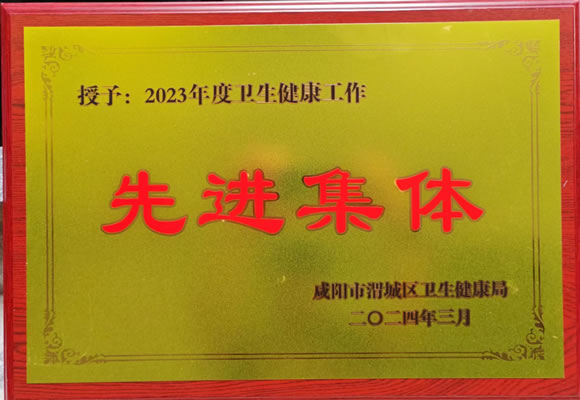 授予：2023年度卫生健康工作
先进集体
咸阳市渭城区卫生健康局
二〇二四年三月